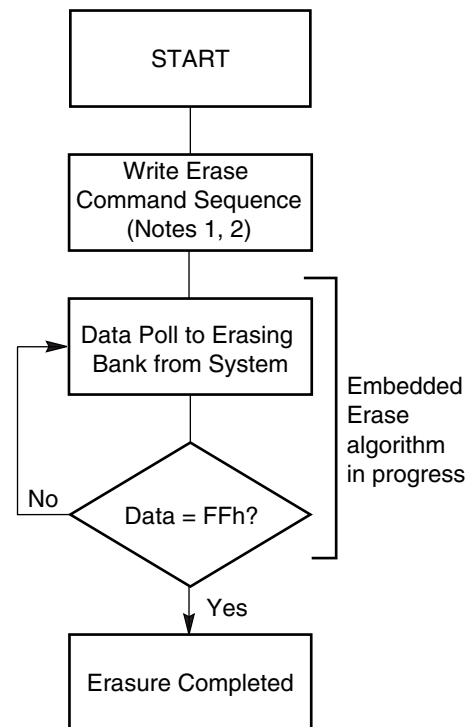 START
Write Erase
Command Sequence
(Notes 1, 2)
Data Poll to Erasing
Bank from System
Embedded
Erase
algorithm
in progress
No
Data = FFh?
Yes
Erasure Completed